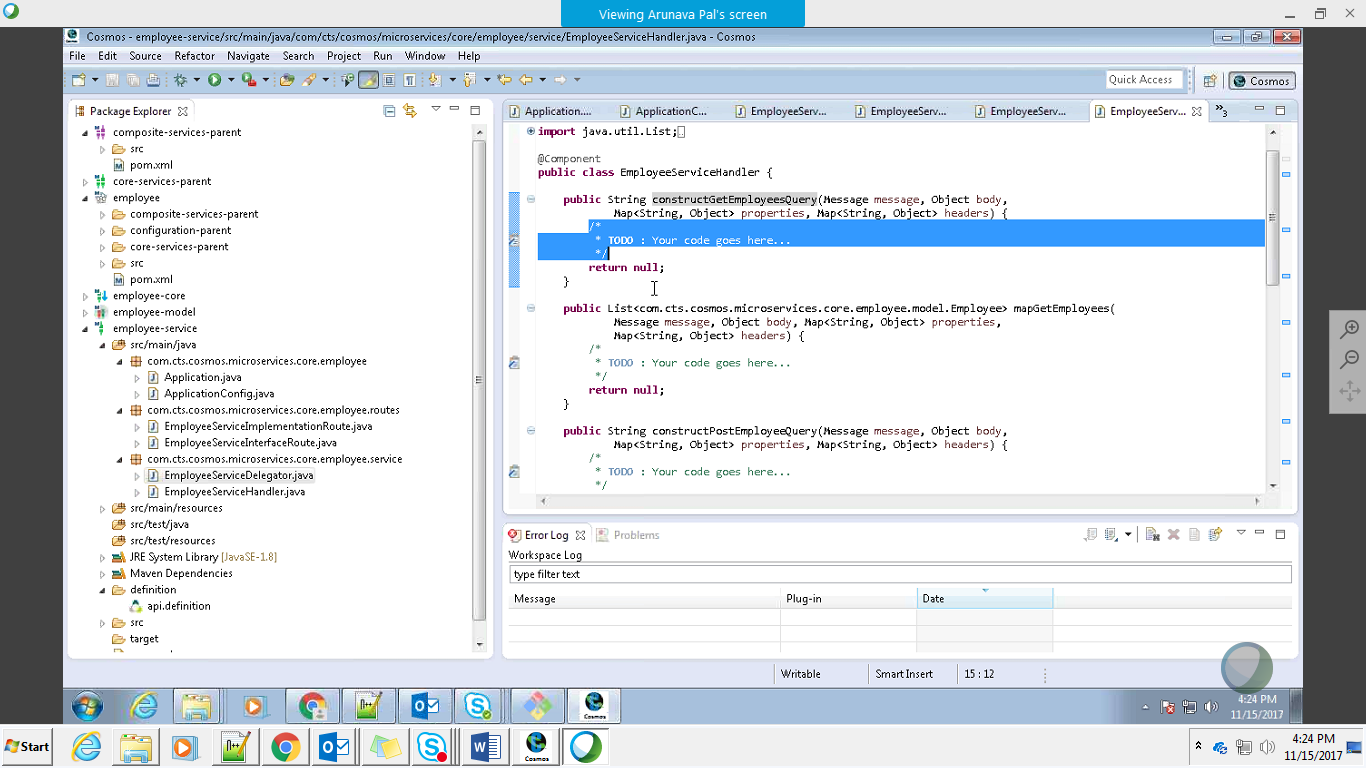 Viewing Arunava Pal's screen
Cosmos - employee-service/src/main/java/com/cts/cosmos/microservices/core/employee/service/EmployeeServiceHandler.java - Cosmos
File Edit Source Refactor Navigate Search Project Run Window Help
Quick Access
Cosmos
Package Explorer
composite-services-parent
src
pom.xml
core-services-parent
employee
composite-services-parent
configuration-parent
core-services-parent
src
pom.xml
employee-core
employee-model
employee-service
src/main/java
com.cts.cosmos.microservices.core.employee
Application.java
ApplicationConfig.java
com.cts.cosmos.microservices.core.employee.routes
EmployeeServiceImplementationRoute.java
EmployeeServiceInterfaceRoute.java
com.cts.cosmos.microservices.core.employee.service
EmployeeServiceDelegator.java
EmployeeServiceHandler.java
src/main/resources
src/test/java
src/test/resources
JRE System Library [JavaSE-1.8]
Maven Dependencies
definition
api.definition
src
target
Application.... ApplicationC... EmployeeServ... EmployeeServ... EmployeeServ... EmployeeServ... »3
import java.util.List;
@Component
public class EmployeeServiceHandler {
public String constructGetEmployeesQuery(Message message, Object body,
Map<String, Object> properties, Map<String, Object> headers) {
/*
* TODO : Your code goes here...
*/
return null;
}
public List<com.cts.cosmos.microservices.core.employee.model.Employee> mapGetEmployees(
Message message, Object body, Map<String, Object> properties,
Map<String, Object> headers) {
/*
* TODO : Your code goes here...
*/
return null;
}
public String constructPostEmployeeQuery(Message message, Object body,
Map<String, Object> properties, Map<String, Object> headers) {
/*
* TODO : Your code goes here...
*/
Error Log Problems
Workspace Log
type filter text
Message Plug-in Date
Writable Smart Insert 15 : 12
Cosmos
4:24 PM
11/15/2017
Start
Cosmos
4:24 PM
11/15/2017